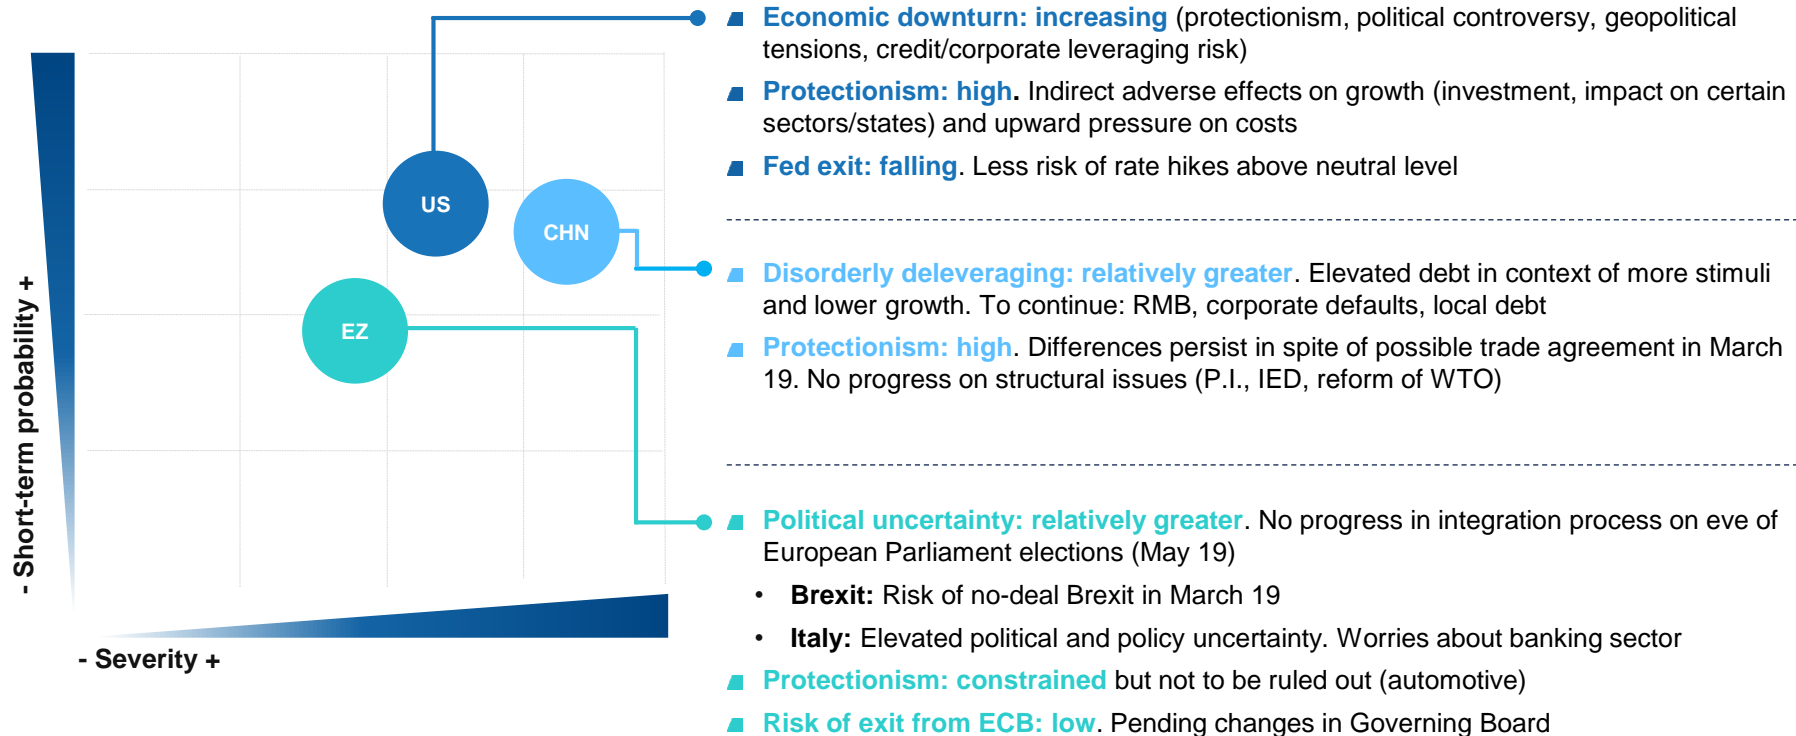 Economic downturn: increasing (protectionism, political controversy, geopolitical
tensions, credit/corporate leveraging risk)
Protectionism: high. Indirect adverse effects on growth (investment, impact on certain
sectors/states) and upward pressure on costs
Fed exit: falling. Less risk of rate hikes above neutral level
US
CHN
EZ
- Short-term probability +
- Severity +
Disorderly deleveraging: relatively greater. Elevated debt in context of more stimuli
and lower growth. To continue: RMB, corporate defaults, local debt
Protectionism: high. Differences persist in spite of possible trade agreement in March
19. No progress on structural issues (P.I., IED, reform of WTO)
Political uncertainty: relatively greater. No progress in integration process on eve of
European Parliament elections (May 19)
• Brexit: Risk of no-deal Brexit in March 19
• Italy: Elevated political and policy uncertainty. Worries about banking sector
Protectionism: constrained but not to be ruled out (automotive)
Risk of exit from ECB: low. Pending changes in Governing Board